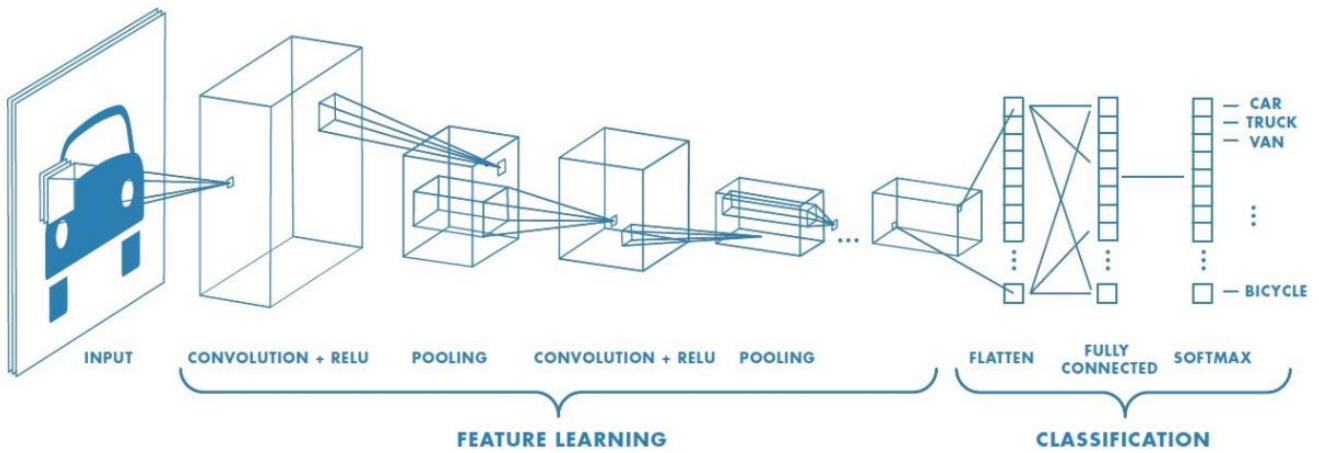 CAR
TRUCK
VAN
BICYCLE
INPUT
CONVOLUTION + RELU
POOLING
CONVOLUTION + RELU
POOLING
FLATTEN
FULLY
CONNECTED
SOFTMAX
FEATURE LEARNING
CLASSIFICATION